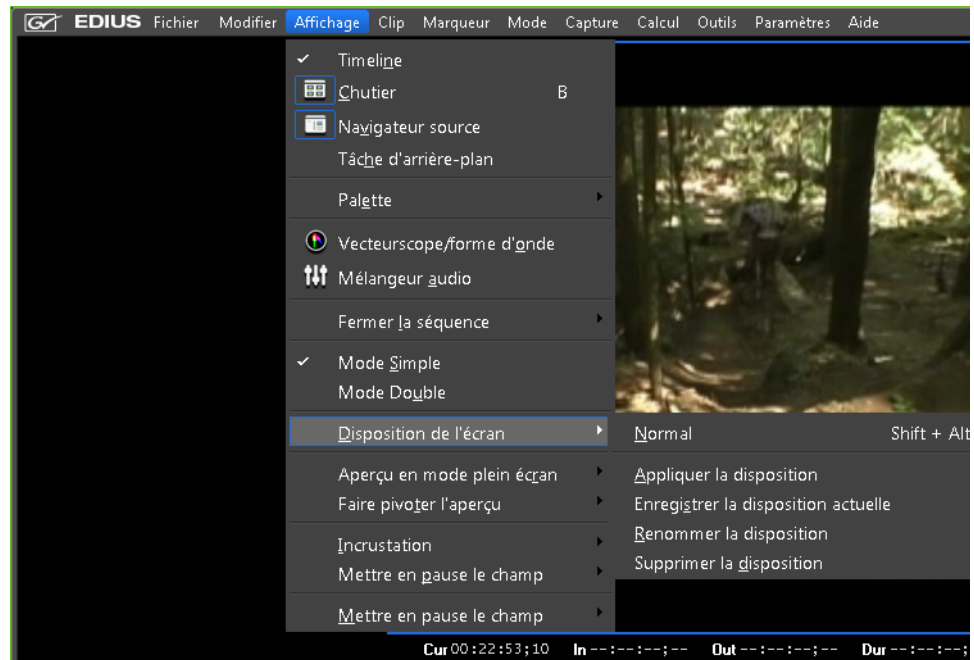 EDIUS Fichier Modifier Affichage Clip Marqueur Mode Capture Calcul Outils Paramètres Aide
Timeline
Chutier B
Navigateur source
Tâche d'arrière-plan
Palette
Vecteurscope/forme d'onde
Mélangeur audio
Fermer la séquence
Mode Simple
Mode Double
Disposition de l'écran
Normal Shift + Alt
Aperçu en mode plein écran
Appliquer la disposition
Faire pivoter l'aperçu
Enregistrer la disposition actuelle
Renommer la disposition
Incrustation
Supprimer la disposition
Mettre en pause le champ
Mettre en pause le champ
Cur 00:22:53;10 In --:--:--;-- Out --:--:--;-- Dur --:--:--;